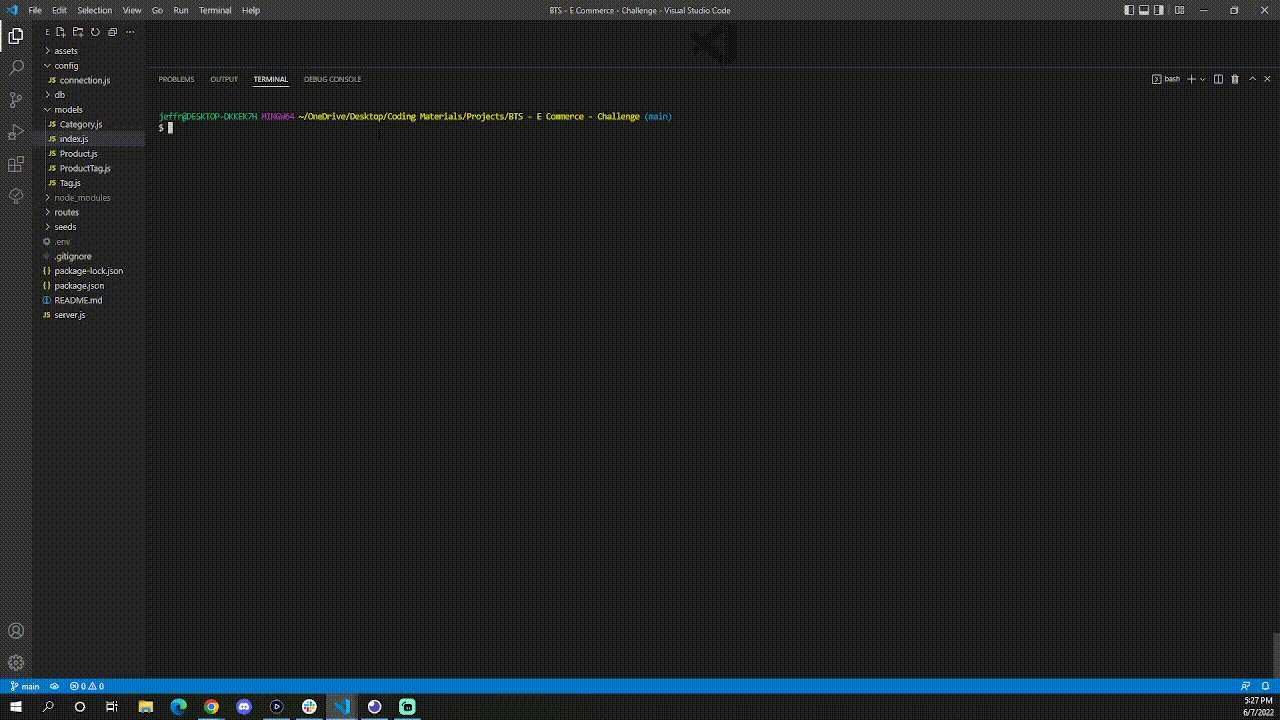 File Edit Selection View Go Run Terminal Help
BTS - E Commerce - Challenge - Visual Studio Code
E
assets
config
JS connection.js
db
models
JS Category.js
JS index.js
JS Product.js
JS ProductTag.js
JS Tag.js
node_modules
routes
seeds
.env
.gitignore
{} package-lock.json
{} package.json
README.md
JS server.js
PROBLEMS OUTPUT TERMINAL DEBUG CONSOLE
bash
jeffr@DESKTOP-DKKEK7H MINGW64 ~/OneDrive/Desktop/Coding Materials/Projects/BTS - E Commerce - Challenge (main)
$
main 0 0
5:27 PM
6/7/2022